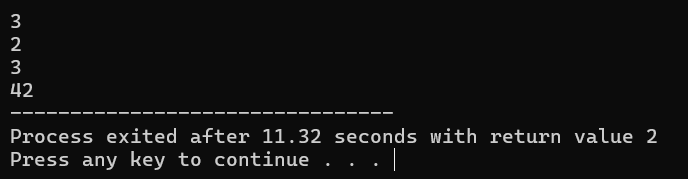 3
2
3
42
--------------------------------
Process exited after 11.32 seconds with return value 2
Press any key to continue . . .